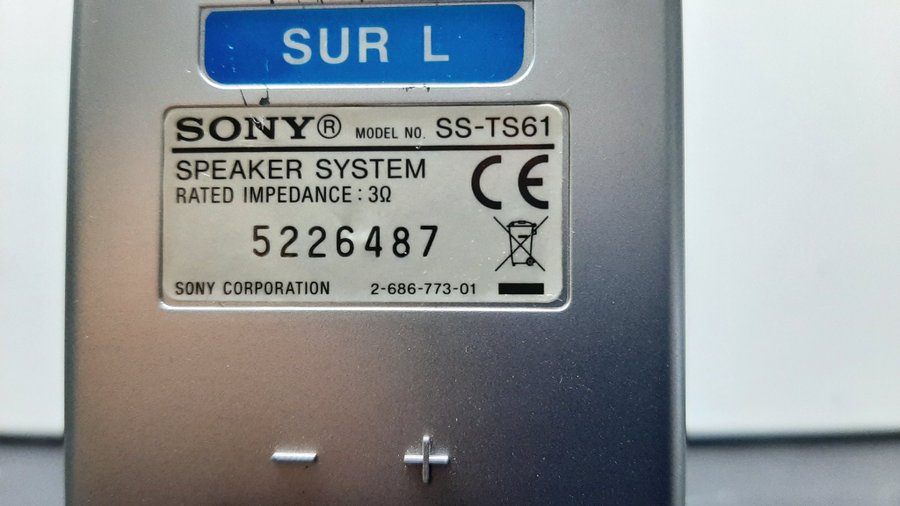 SUR L
SONY® MODEL NO. SS-TS61
SPEAKER SYSTEM
RATED IMPEDANCE : 3Ω
CE
5226487
SONY CORPORATION 2-686-773-01
- +